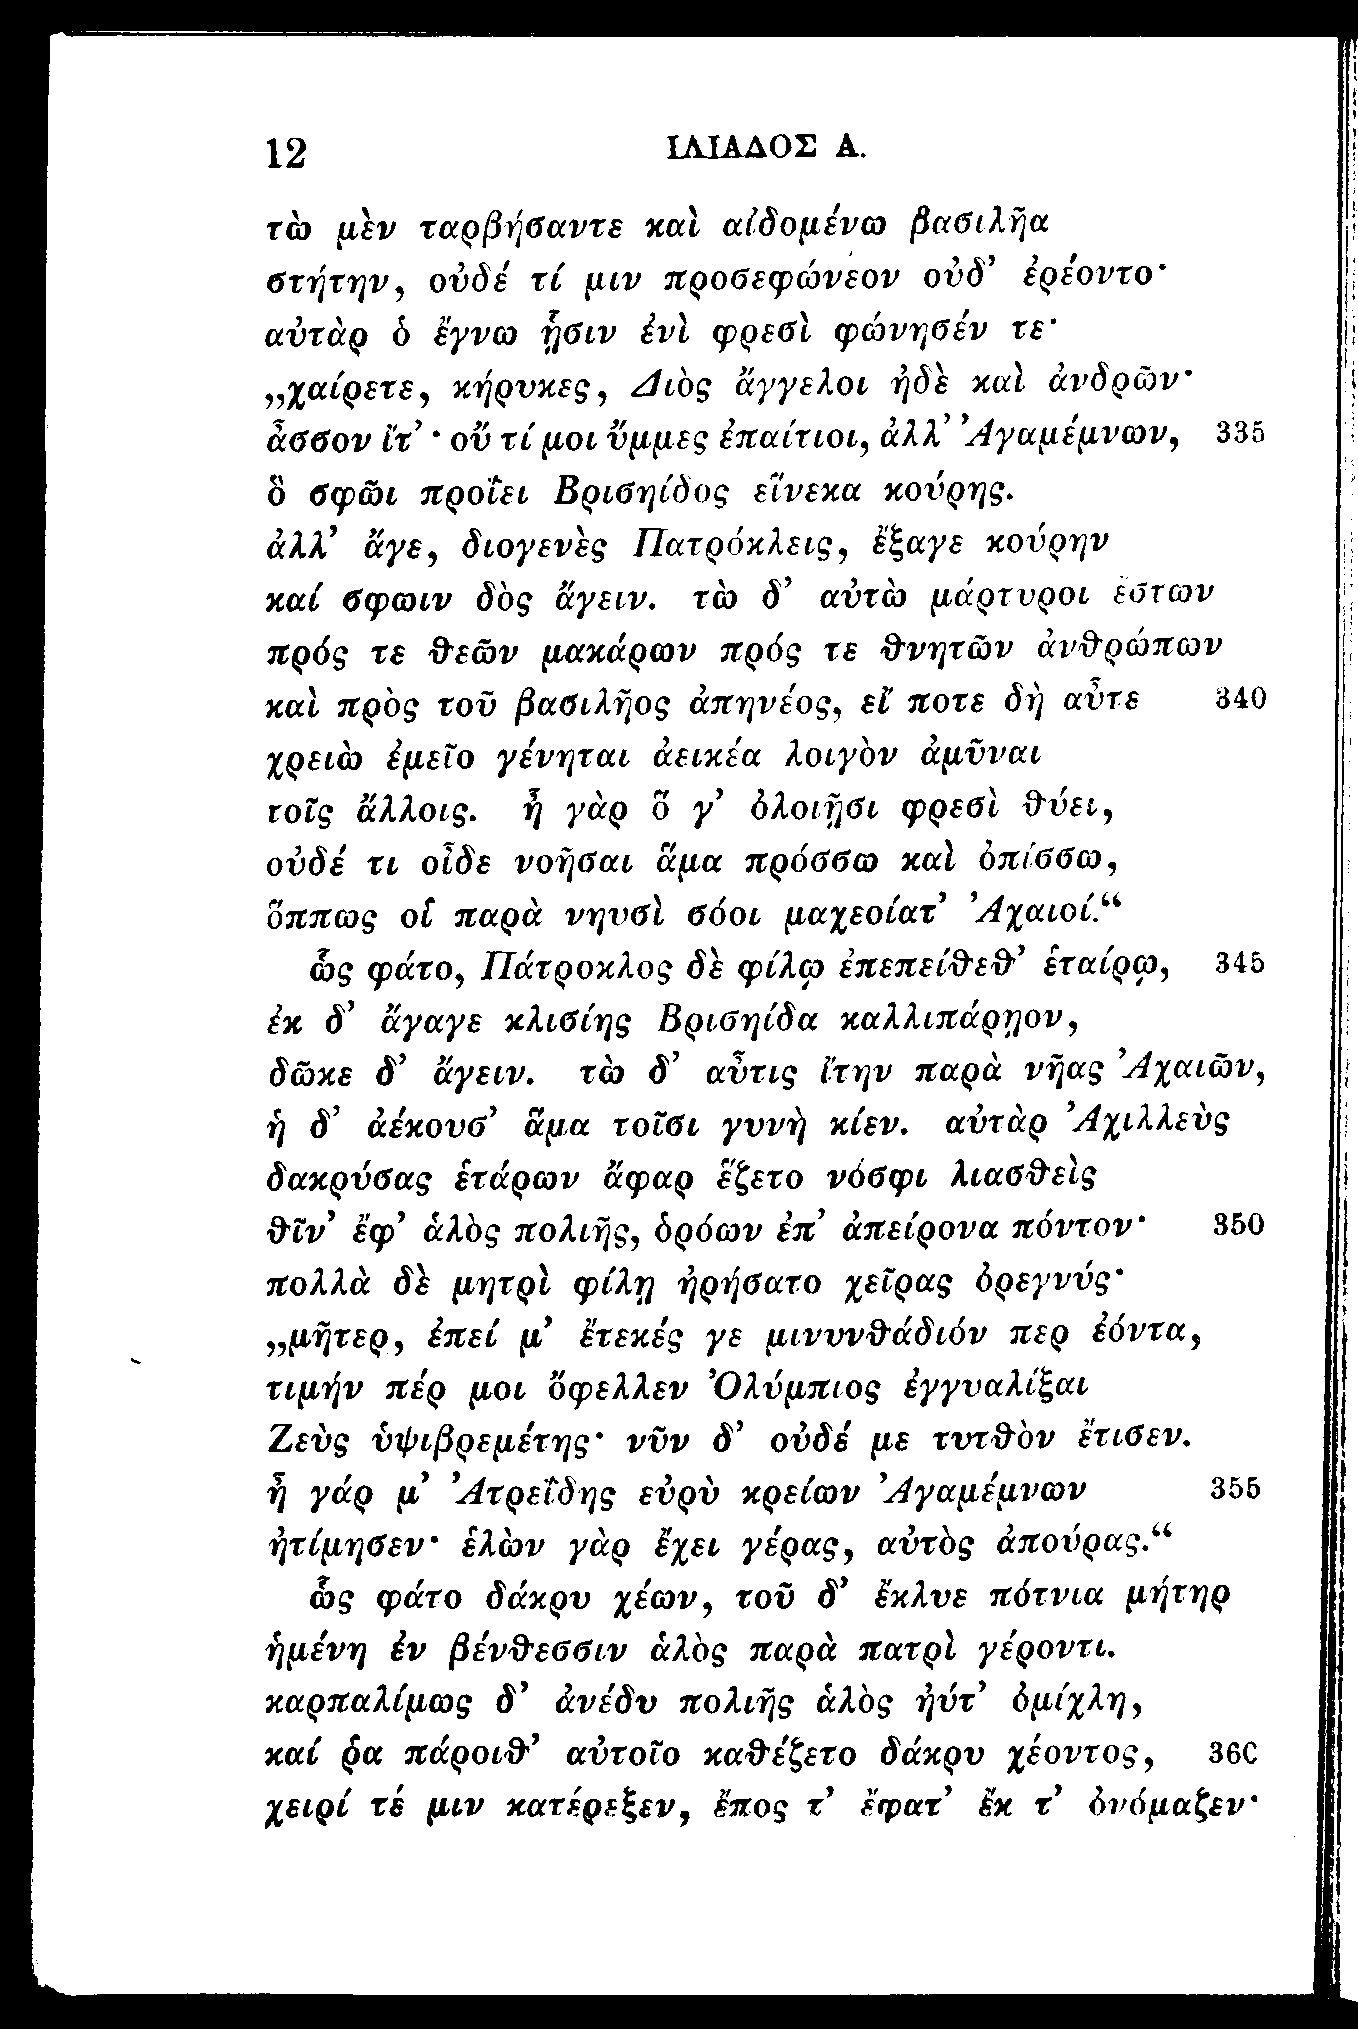 12 ΙΛΙΑΔΟΣ Α.
τὼ μὲν ταρβήσαντε καὶ αἰδομένω βασιλῆα
στήτην, οὐδέ τί μιν προσεφώνεον οὐδ’ ἐρέοντο·
αὐτὰρ ὁ ἔγνω ᾗσιν ἐνὶ φρεσὶ φώνησέν τε·
„χαίρετε, κήρυκες, Διὸς ἄγγελοι ἠδὲ καὶ ἀνδρῶν·
ἆσσον ἴτ’· οὔ τί μοι ὔμμες ἐπαίτιοι, ἀλλ’ Ἀγαμέμνων, 335
ὃ σφῶι προΐει Βρισηίδος εἵνεκα κούρης.
ἀλλ’ ἄγε, διογενὲς Πατρόκλεις, ἔξαγε κούρην
καί σφωιν δὸς ἄγειν. τὼ δ’ αὐτὼ μάρτυροι ἔστων
πρός τε θεῶν μακάρων πρός τε θνητῶν ἀνθρώπων
καὶ πρὸς τοῦ βασιλῆος ἀπηνέος, εἴ ποτε δὴ αὖτε 340
χρειὼ ἐμεῖο γένηται ἀεικέα λοιγὸν ἀμῦναι
τοῖς ἄλλοις. ἦ γὰρ ὅ γ’ ὀλοιῇσι φρεσὶ θύει,
οὐδέ τι οἶδε νοῆσαι ἅμα πρόσσω καὶ ὀπίσσω,
ὅππως οἵ παρὰ νηυσὶ σόοι μαχεοίατ’ Ἀχαιοί.“
ὣς φάτο, Πάτροκλος δὲ φίλῳ ἐπεπείθεθ’ ἑταίρῳ, 345
ἐκ δ’ ἄγαγε κλισίης Βρισηίδα καλλιπάρῃον,
δῶκε δ’ ἄγειν. τὼ δ’ αὖτις ἴτην παρὰ νῆας Ἀχαιῶν,
ἡ δ’ ἀέκουσ’ ἅμα τοῖσι γυνὴ κίεν. αὐτὰρ Ἀχιλλεὺς
δακρύσας ἑτάρων ἄφαρ ἕζετο νόσφι λιασθεὶς
θῖν’ ἔφ’ ἁλὸς πολιῆς, ὁρόων ἐπ’ ἀπείρονα πόντον· 350
πολλὰ δὲ μητρὶ φίλῃ ἠρήσατο χεῖρας ὀρεγνύς·
„μῆτερ, ἐπεί μ’ ἔτεκές γε μινυνθάδιόν περ ἐόντα,
τιμήν πέρ μοι ὄφελλεν Ὀλύμπιος ἐγγυαλίξαι
Ζεὺς ὑψιβρεμέτης· νῦν δ’ οὐδέ με τυτθὸν ἔτισεν.
ἦ γάρ μ’ Ἀτρεΐδης εὐρὺ κρείων Ἀγαμέμνων 355
ἠτίμησεν· ἑλὼν γὰρ ἔχει γέρας, αὐτὸς ἀπούρας.“
ὣς φάτο δάκρυ χέων, τοῦ δ’ ἔκλυε πότνια μήτηρ
ἡμένη ἐν βένθεσσιν ἁλὸς παρὰ πατρὶ γέροντι.
καρπαλίμως δ’ ἀνέδυ πολιῆς ἁλὸς ἠύτ’ ὀμίχλη,
καί ῥα πάροιθ’ αὐτοῖο καθέζετο δάκρυ χέοντος, 360
χειρί τέ μιν κατέρεξεν, ἔπος τ’ ἔφατ’ ἔκ τ’ ὀνόμαζεν·